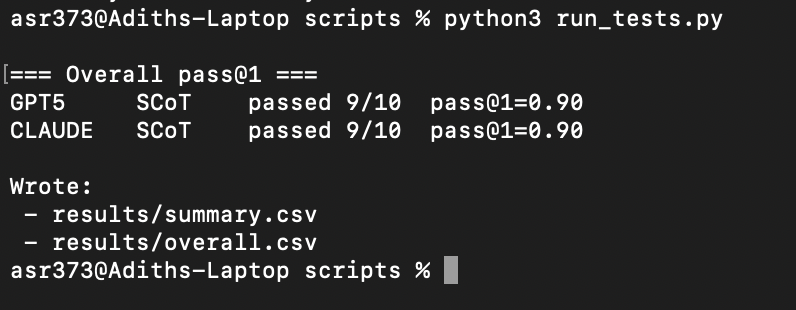 asr373@Adiths-Laptop scripts % python3 run_tests.py
[=== Overall pass@1 ===
GPT5 SCoT passed 9/10 pass@1=0.90
CLAUDE SCoT passed 9/10 pass@1=0.90
Wrote:
- results/summary.csv
- results/overall.csv
asr373@Adiths-Laptop scripts %